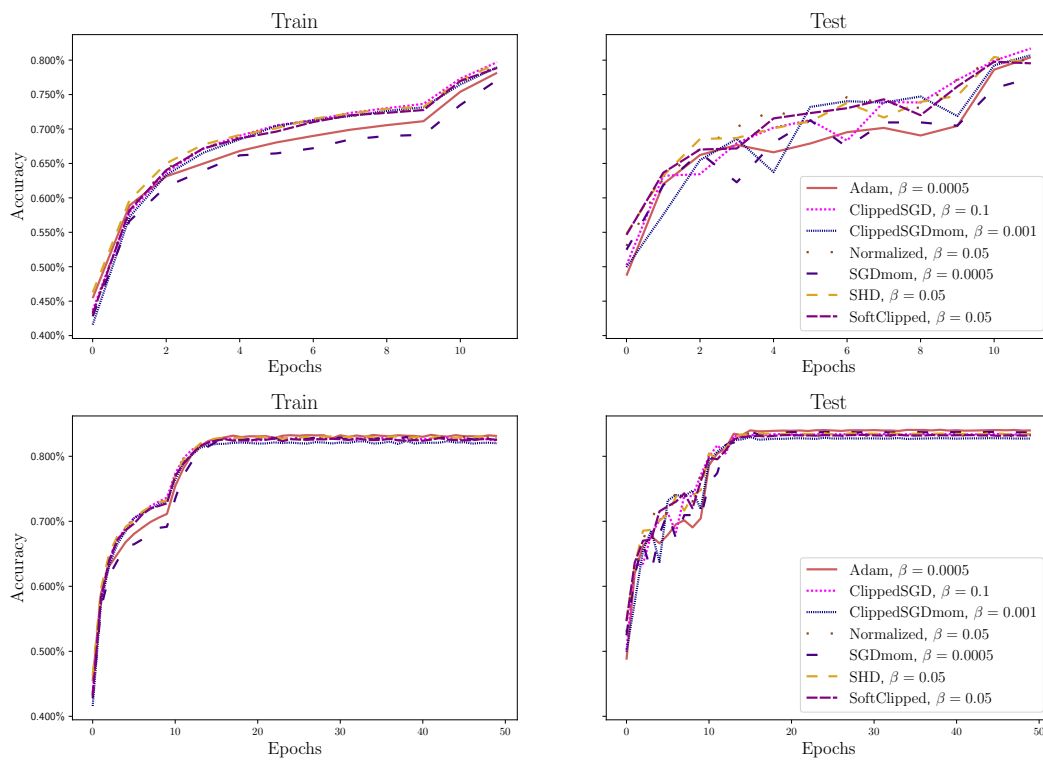 Train
Test
Accuracy
0.800%
0.750%
0.700%
0.650%
0.600%
0.550%
0.500%
0.450%
0.400%
0 2 4 6 8 10
Epochs
0 2 4 6 8 10
Epochs
Adam, β = 0.0005
ClippedSGD, β = 0.1
ClippedSGDmom, β = 0.001
Normalized, β = 0.05
SGDmom, β = 0.0005
SHD, β = 0.05
SoftClipped, β = 0.05
Train
Test
Accuracy
0.800%
0.700%
0.600%
0.500%
0.400%
0 10 20 30 40 50
Epochs
0 10 20 30 40 50
Epochs
Adam, β = 0.0005
ClippedSGD, β = 0.1
ClippedSGDmom, β = 0.001
Normalized, β = 0.05
SGDmom, β = 0.0005
SHD, β = 0.05
SoftClipped, β = 0.05